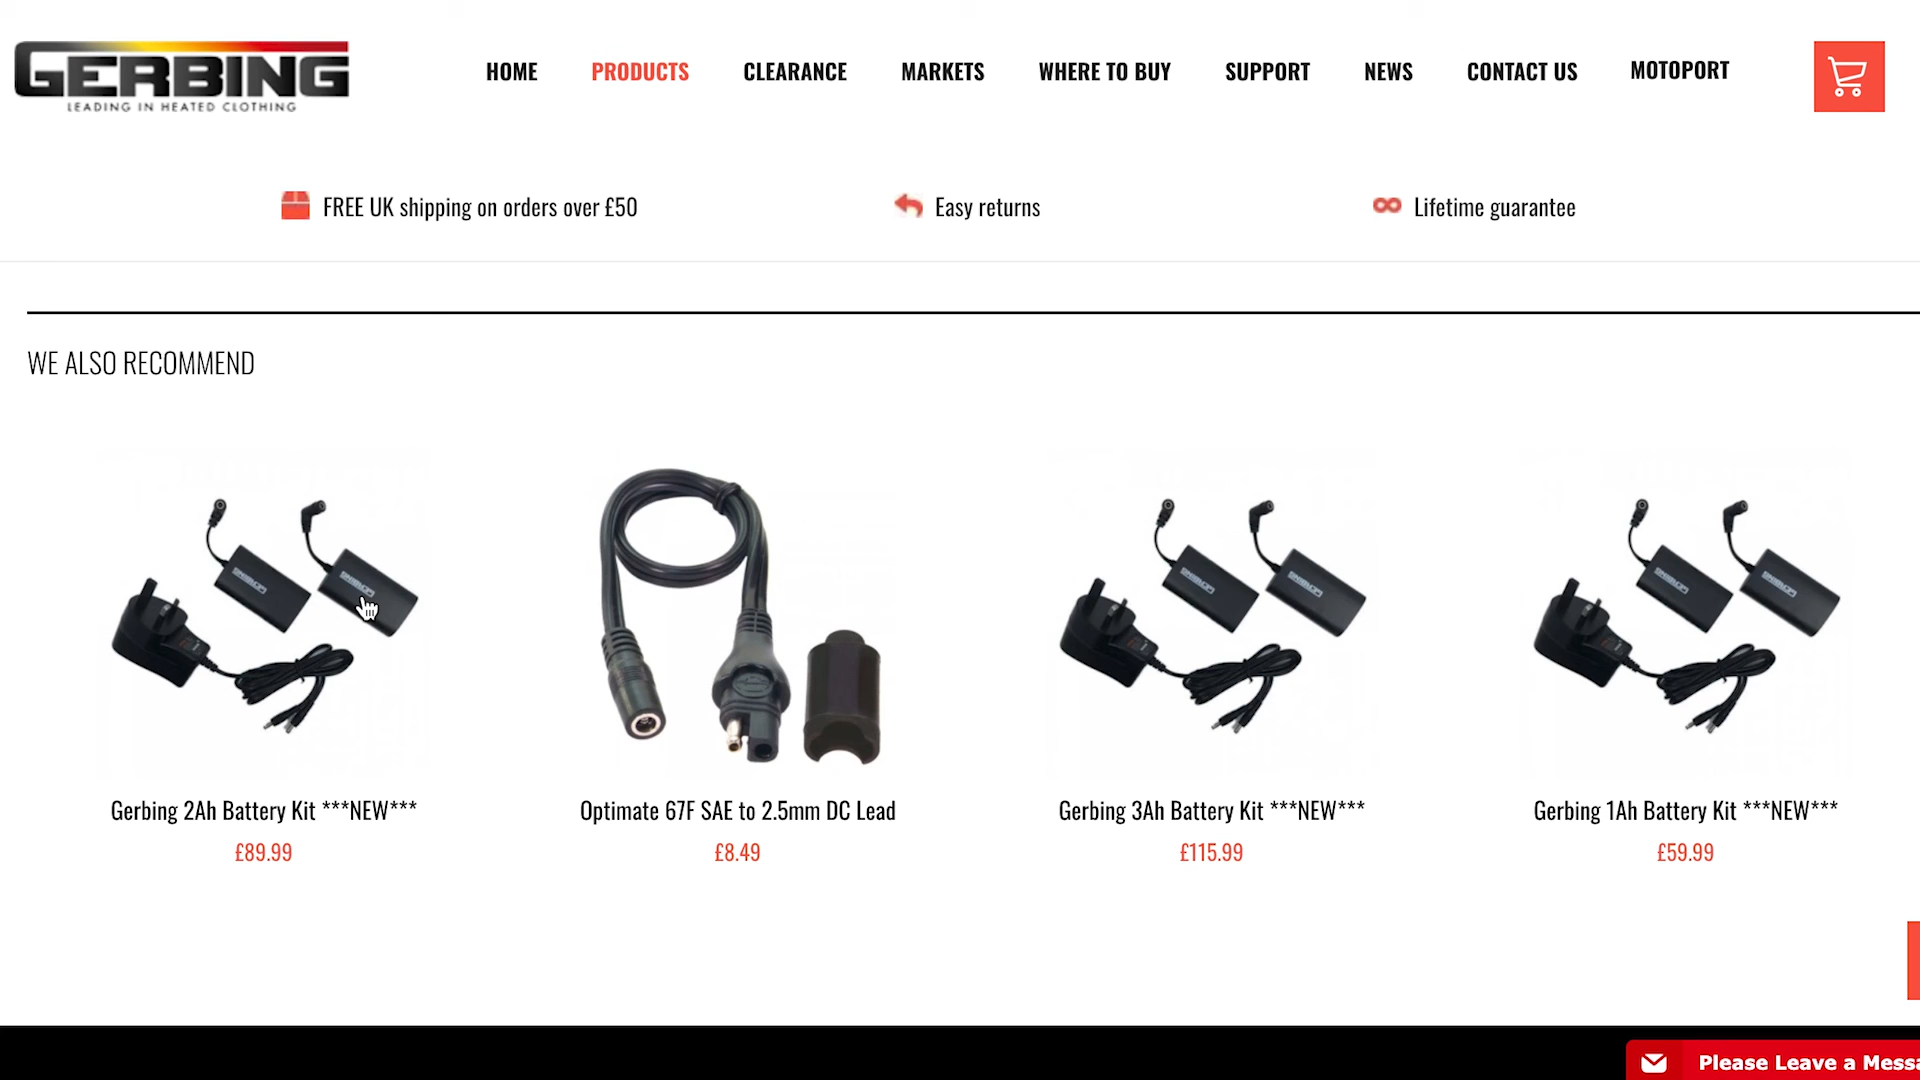 GERBING
LEADING IN HEATED CLOTHING
HOME PRODUCTS CLEARANCE MARKETS WHERE TO BUY SUPPORT NEWS CONTACT US MOTOPORT
FREE UK shipping on orders over £50 Easy returns Lifetime guarantee
WE ALSO RECOMMEND
Gerbing 2Ah Battery Kit ***NEW*** Optimate 67F SAE to 2.5mm DC Lead Gerbing 3Ah Battery Kit ***NEW*** Gerbing 1Ah Battery Kit ***NEW***
£89.99 £8.49 £115.99 £59.99
Please Leave a Messa